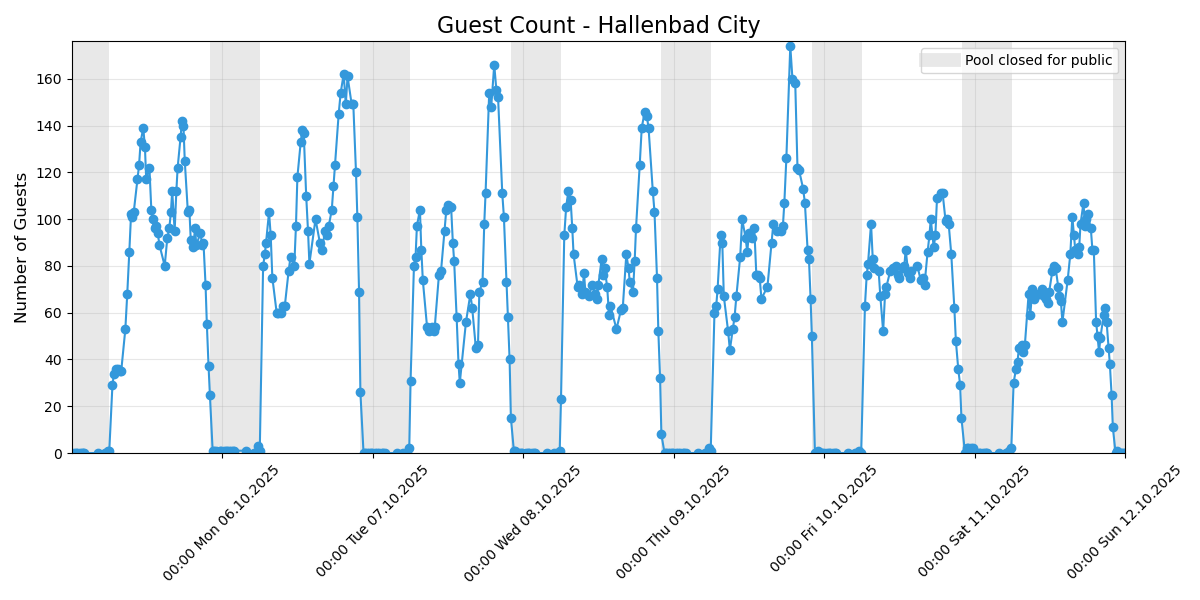 Guest Count - Hallenbad City
Pool closed for public
Number of Guests
160
140
120
100
80
60
40
20
0
00:00 Mon 06.10.2025
00:00 Tue 07.10.2025
00:00 Wed 08.10.2025
00:00 Thu 09.10.2025
00:00 Fri 10.10.2025
00:00 Sat 11.10.2025
00:00 Sun 12.10.2025